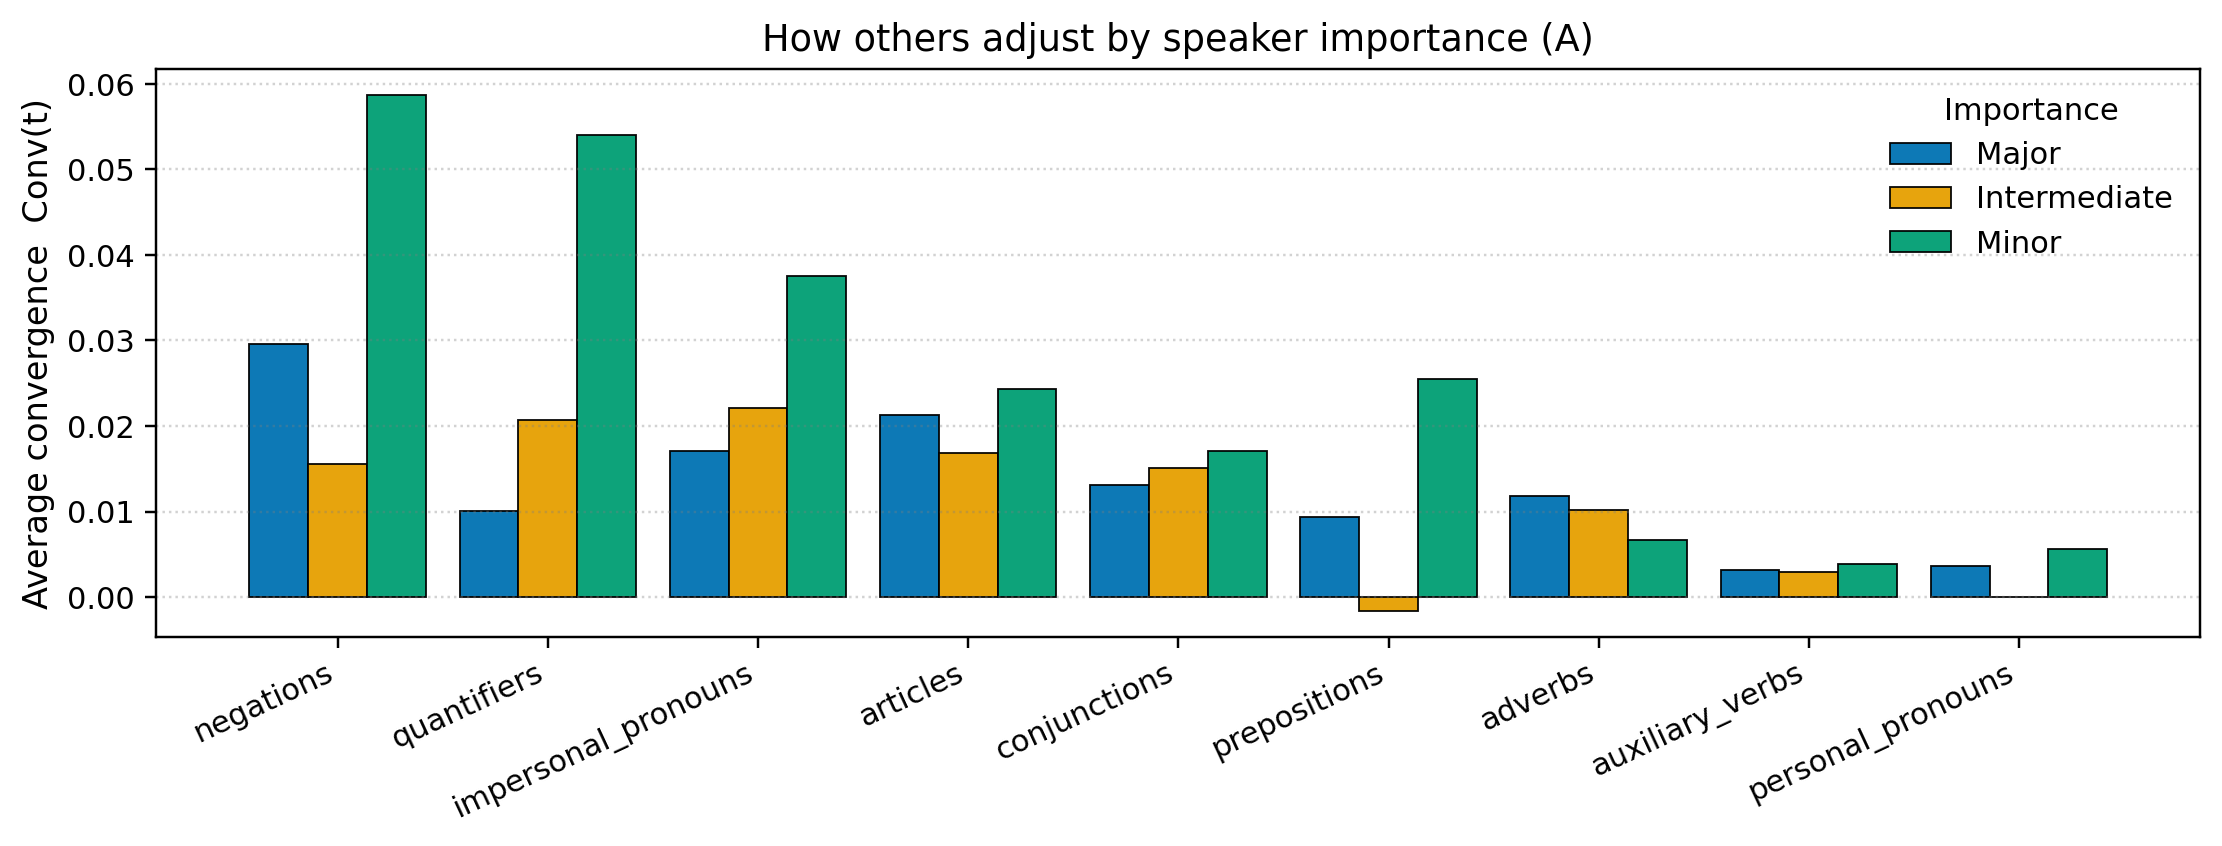 How others adjust by speaker importance (A)
Average convergence Conv(t)
0.06
0.05
0.04
0.03
0.02
0.01
0.00
Importance
Major
Intermediate
Minor
negations
quantifiers
impersonal_pronouns
articles
conjunctions
prepositions
adverbs
auxiliary_verbs
personal_pronouns